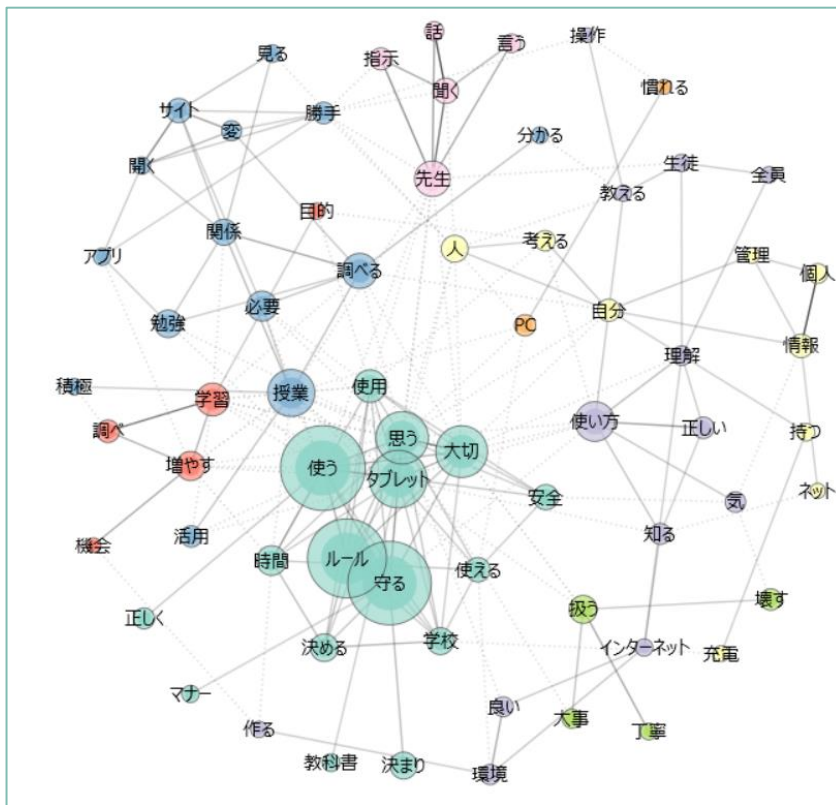 話
言う
操作
見る
指示
聞く
慣れる
サイト
勝手
変
分かる
開く
生徒
先生
全員
教える
目的
関係
人
考える
アプリ
管理
調べる
個人
必要
自分
勉強
PC
情報
理解
積極
授業
使用
学習
調べ
思う
大切
使い方
正しい
持つ
増やす
使う
タブレット
ネット
安全
気
機会
活用
時間
ルール
守る
使える
知る
扱う
壊す
正しく
決める
学校
インターネット
充電
マナー
良い
大事
丁寧
作る
教科書
決まり
環境